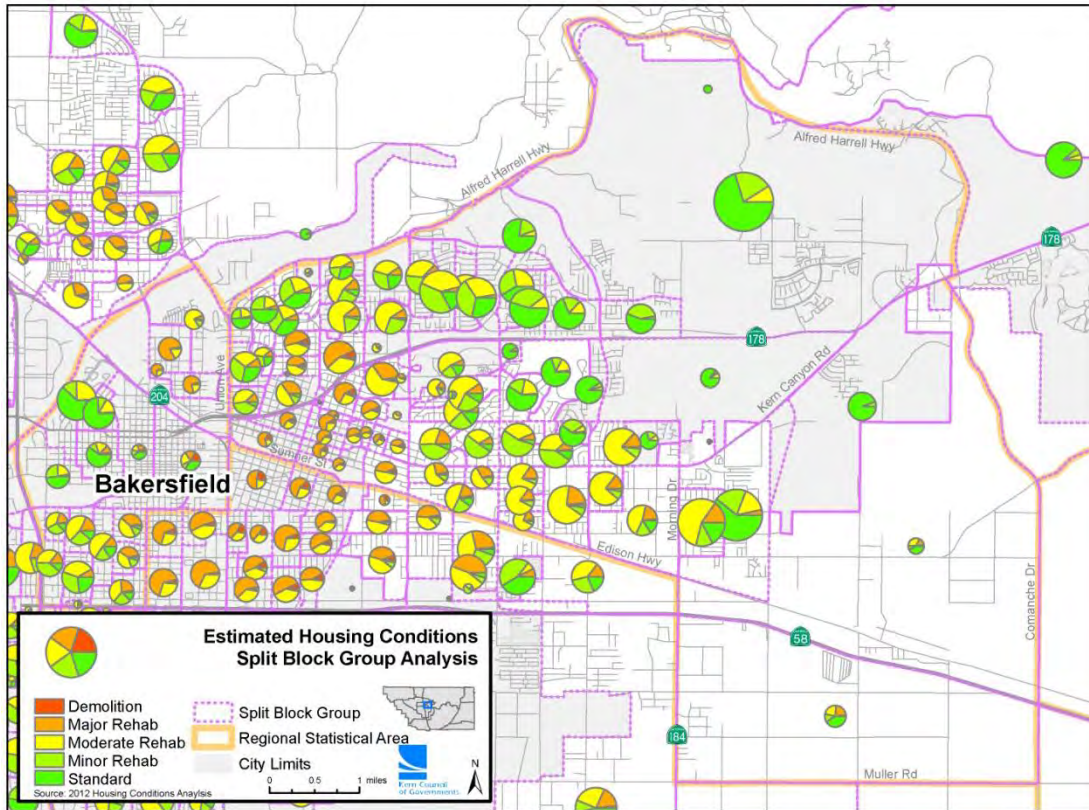 Alfred Harrell Hwy
Alfred Harrell Hwy
178
178
Kern Canyon Rd
204
Union Ave
Sumner St
Bakersfield
Morning Dr
Edison Hwy
Comanche Dr
58
184
Muller Rd
Estimated Housing Conditions
Split Block Group Analysis
Demolition
Major Rehab
Moderate Rehab
Minor Rehab
Standard
Source: 2012 Housing Conditions Anaylsis
Split Block Group
Regional Statistical Area
City Limits
0 0.5 1 miles
Kern Council
of Governments
N